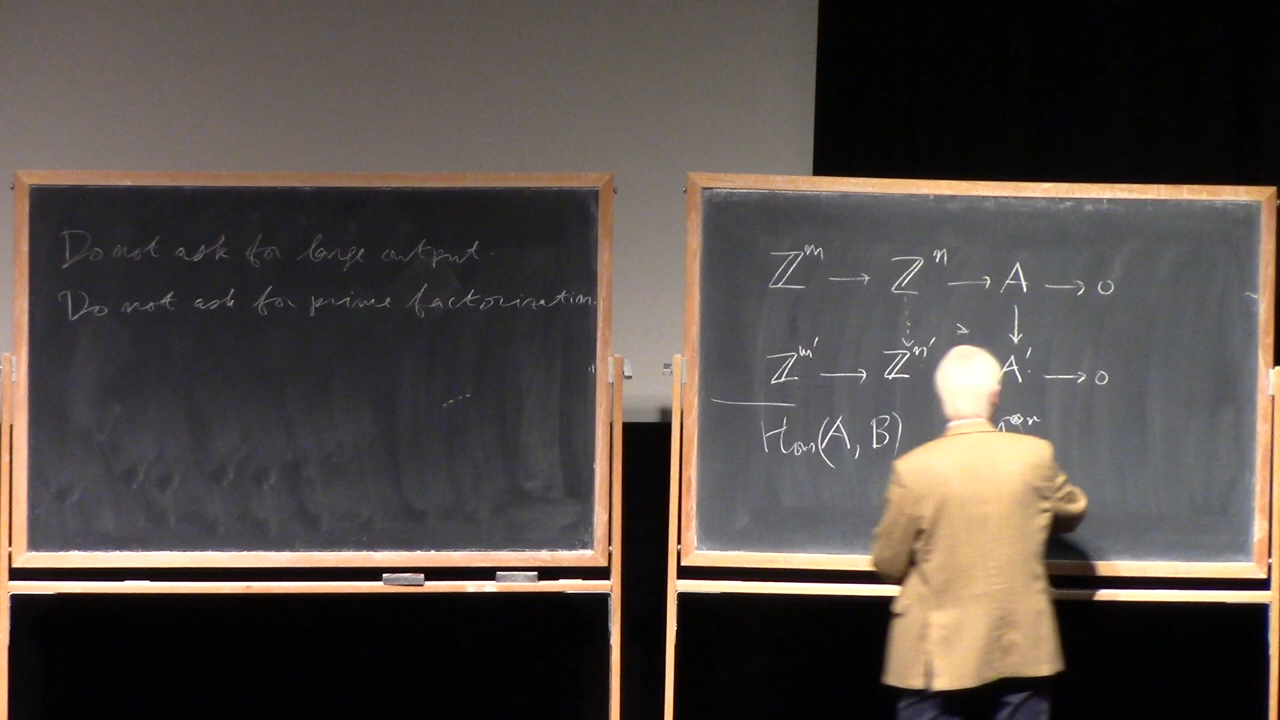 Do not ask for large output.
Do not ask for prime factorization.
ℤ^m → ℤ^n → A → 0
ℤ^m' → ℤ^n' A' → 0
Hom(A, B)